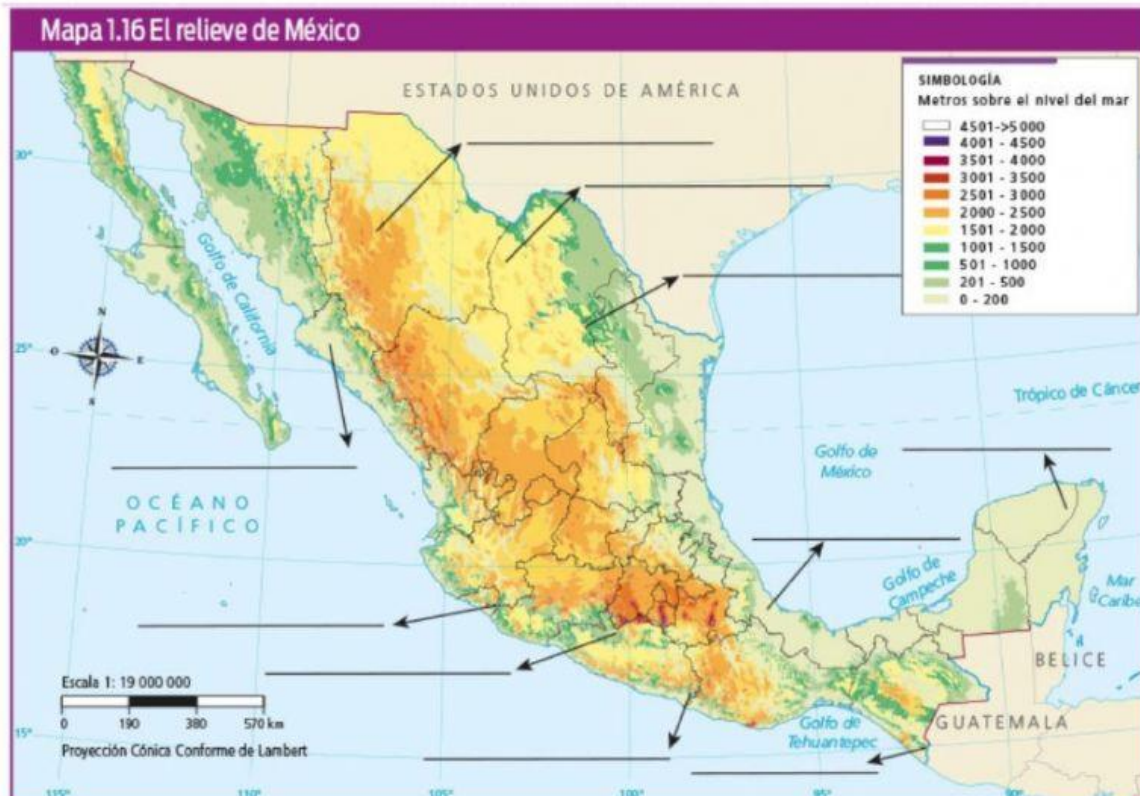 Mapa 1.16 El relieve de México
ESTADOS UNIDOS DE AMÉRICA
SIMBOLOGÍA
Metros sobre el nivel del mar
4501->5000
4001 - 4500
3501 - 4000
3001 - 3500
2501 - 3000
2000 - 2500
1501 - 2000
1001 - 1500
501 - 1000
201 - 500
0 - 200
30°
Golfo de
California
N
O
E
S
25°
Trópico de Cáncer
Golfo de
México
OCÉANO
PACÍFICO
20°
Golfo de
Campeche
Mar
Caribe
BELICE
Escala 1: 19 000 000
0
190
380
570 km
GUATEMALA
Golfo de
Tehuantepec
15°
Proyección Cónica Conforme de Lambert
115°
110°
105°
100°
95°
90°